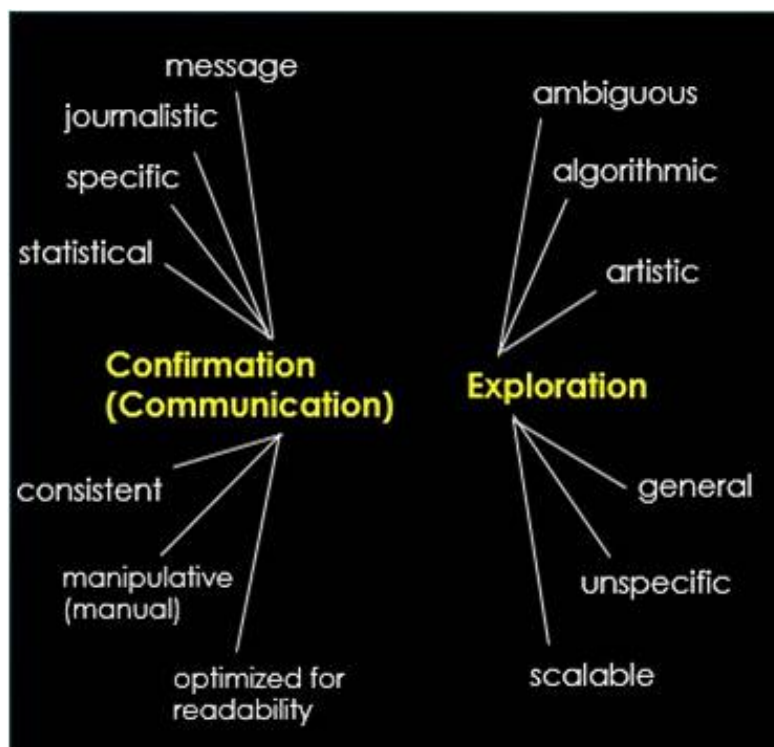 message
journalistic
specific
statistical
Confirmation
(Communication)
consistent
manipulative
(manual)
optimized for
readability
ambiguous
algorithmic
artistic
Exploration
general
unspecific
scalable